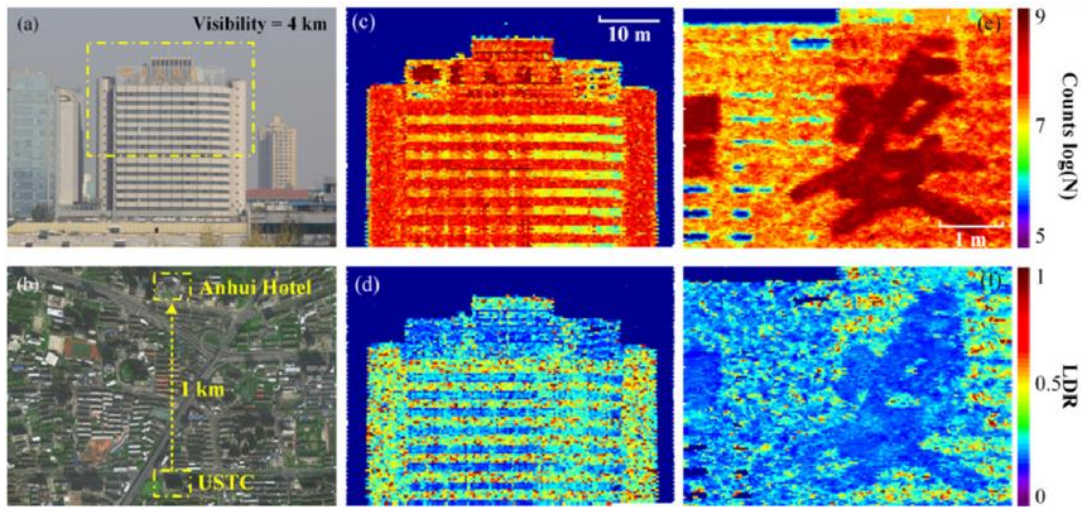 (a)
Visibility = 4 km
(c)
10 m
(e)
1 m
9
7
5
Counts log(N)
(b)
Anhui Hotel
1 km
USTC
(d)
(f)
1
0.5
0
LDR